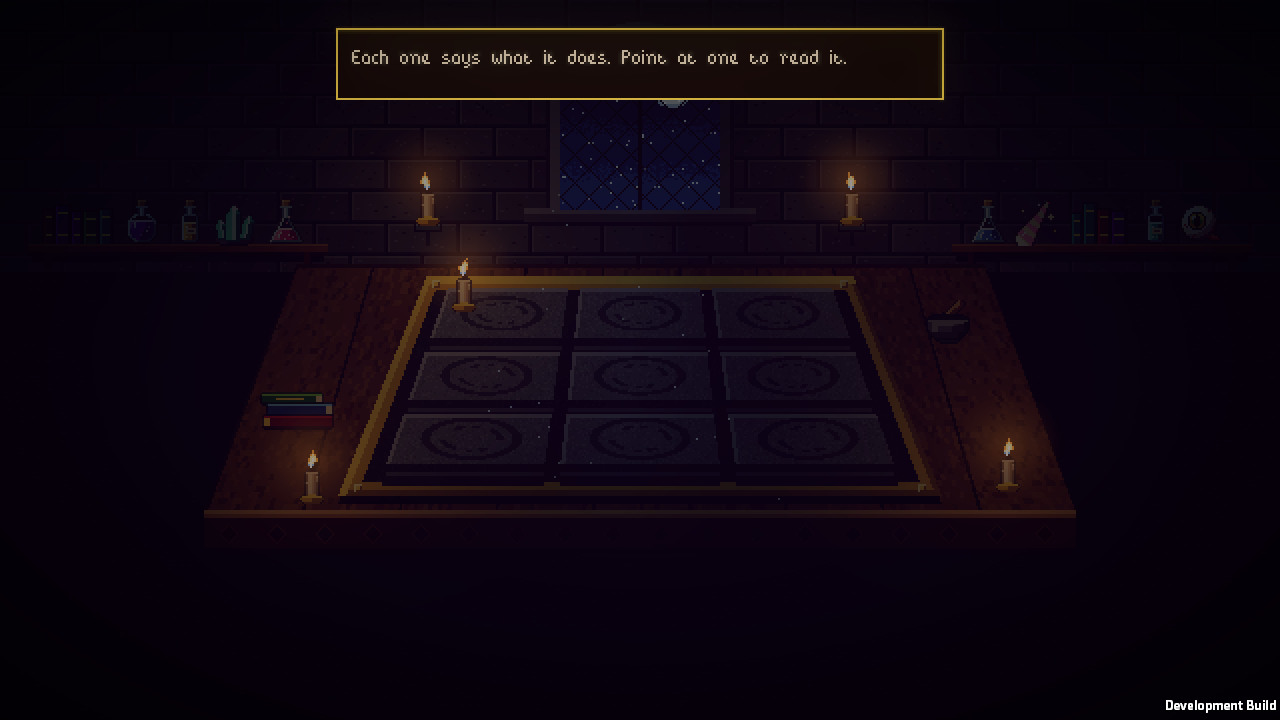 Each one says what it does. Point at one to read it.
Development Build